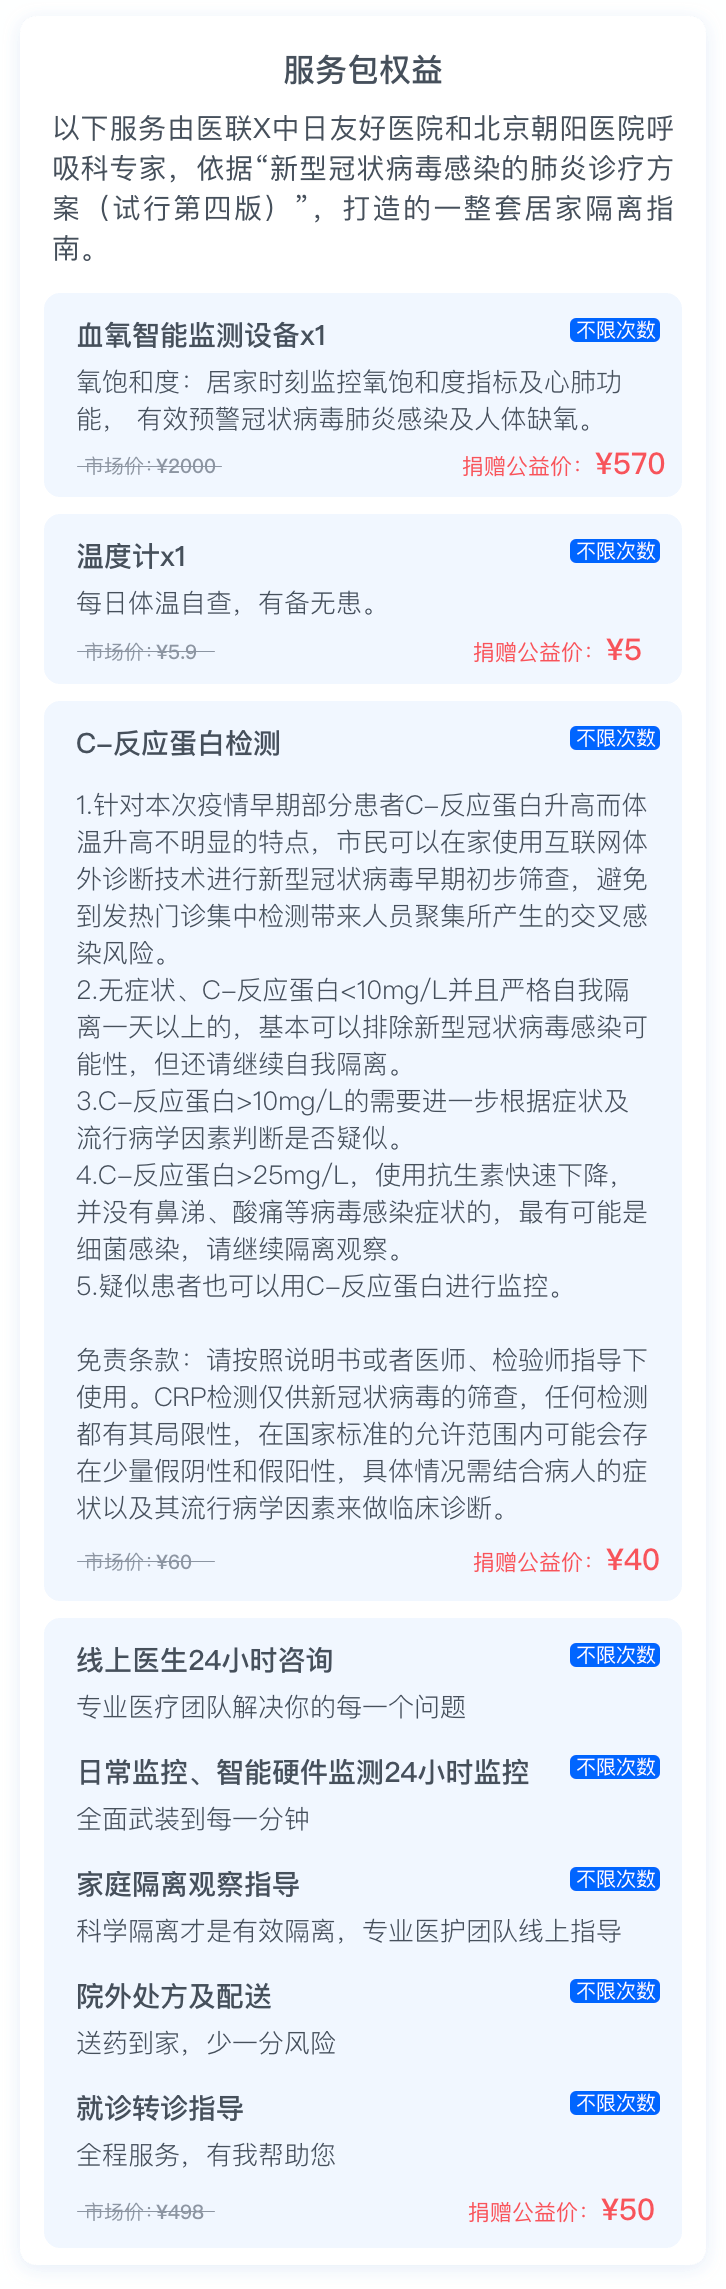 服务包权益
以下服务由医联X中日友好医院和北京朝阳医院呼
吸科专家，依据“新型冠状病毒感染的肺炎诊疗方
案（试行第四版）”，打造的一整套居家隔离指
南。
血氧智能监测设备x1
不限次数
氧饱和度：居家时刻监控氧饱和度指标及心肺功
能， 有效预警冠状病毒肺炎感染及人体缺氧。
市场价：¥2000
捐赠公益价：¥570
温度计x1
不限次数
每日体温自查，有备无患。
市场价：¥5.9
捐赠公益价：¥5
C-反应蛋白检测
不限次数
1.针对本次疫情早期部分患者C-反应蛋白升高而体
温升高不明显的特点，市民可以在家使用互联网体
外诊断技术进行新型冠状病毒早期初步筛查，避免
到发热门诊集中检测带来人员聚集所产生的交叉感
染风险。
2.无症状、C-反应蛋白<10mg/L并且严格自我隔
离一天以上的，基本可以排除新型冠状病毒感染可
能性，但还请继续自我隔离。
3.C-反应蛋白>10mg/L的需要进一步根据症状及
流行病学因素判断是否疑似。
4.C-反应蛋白>25mg/L，使用抗生素快速下降，
并没有鼻涕、酸痛等病毒感染症状的，最有可能是
细菌感染，请继续隔离观察。
5.疑似患者也可以用C-反应蛋白进行监控。
免责条款：请按照说明书或者医师、检验师指导下
使用。CRP检测仅供新冠状病毒的筛查，任何检测
都有其局限性，在国家标准的允许范围内可能会存
在少量假阴性和假阳性，具体情况需结合病人的症
状以及其流行病学因素来做临床诊断。
市场价：¥60
捐赠公益价：¥40
线上医生24小时咨询
不限次数
专业医疗团队解决你的每一个问题
日常监控、智能硬件监测24小时监控
不限次数
全面武装到每一分钟
家庭隔离观察指导
不限次数
科学隔离才是有效隔离，专业医护团队线上指导
院外处方及配送
不限次数
送药到家，少一分风险
就诊转诊指导
不限次数
全程服务，有我帮助您
市场价：¥498
捐赠公益价：¥50